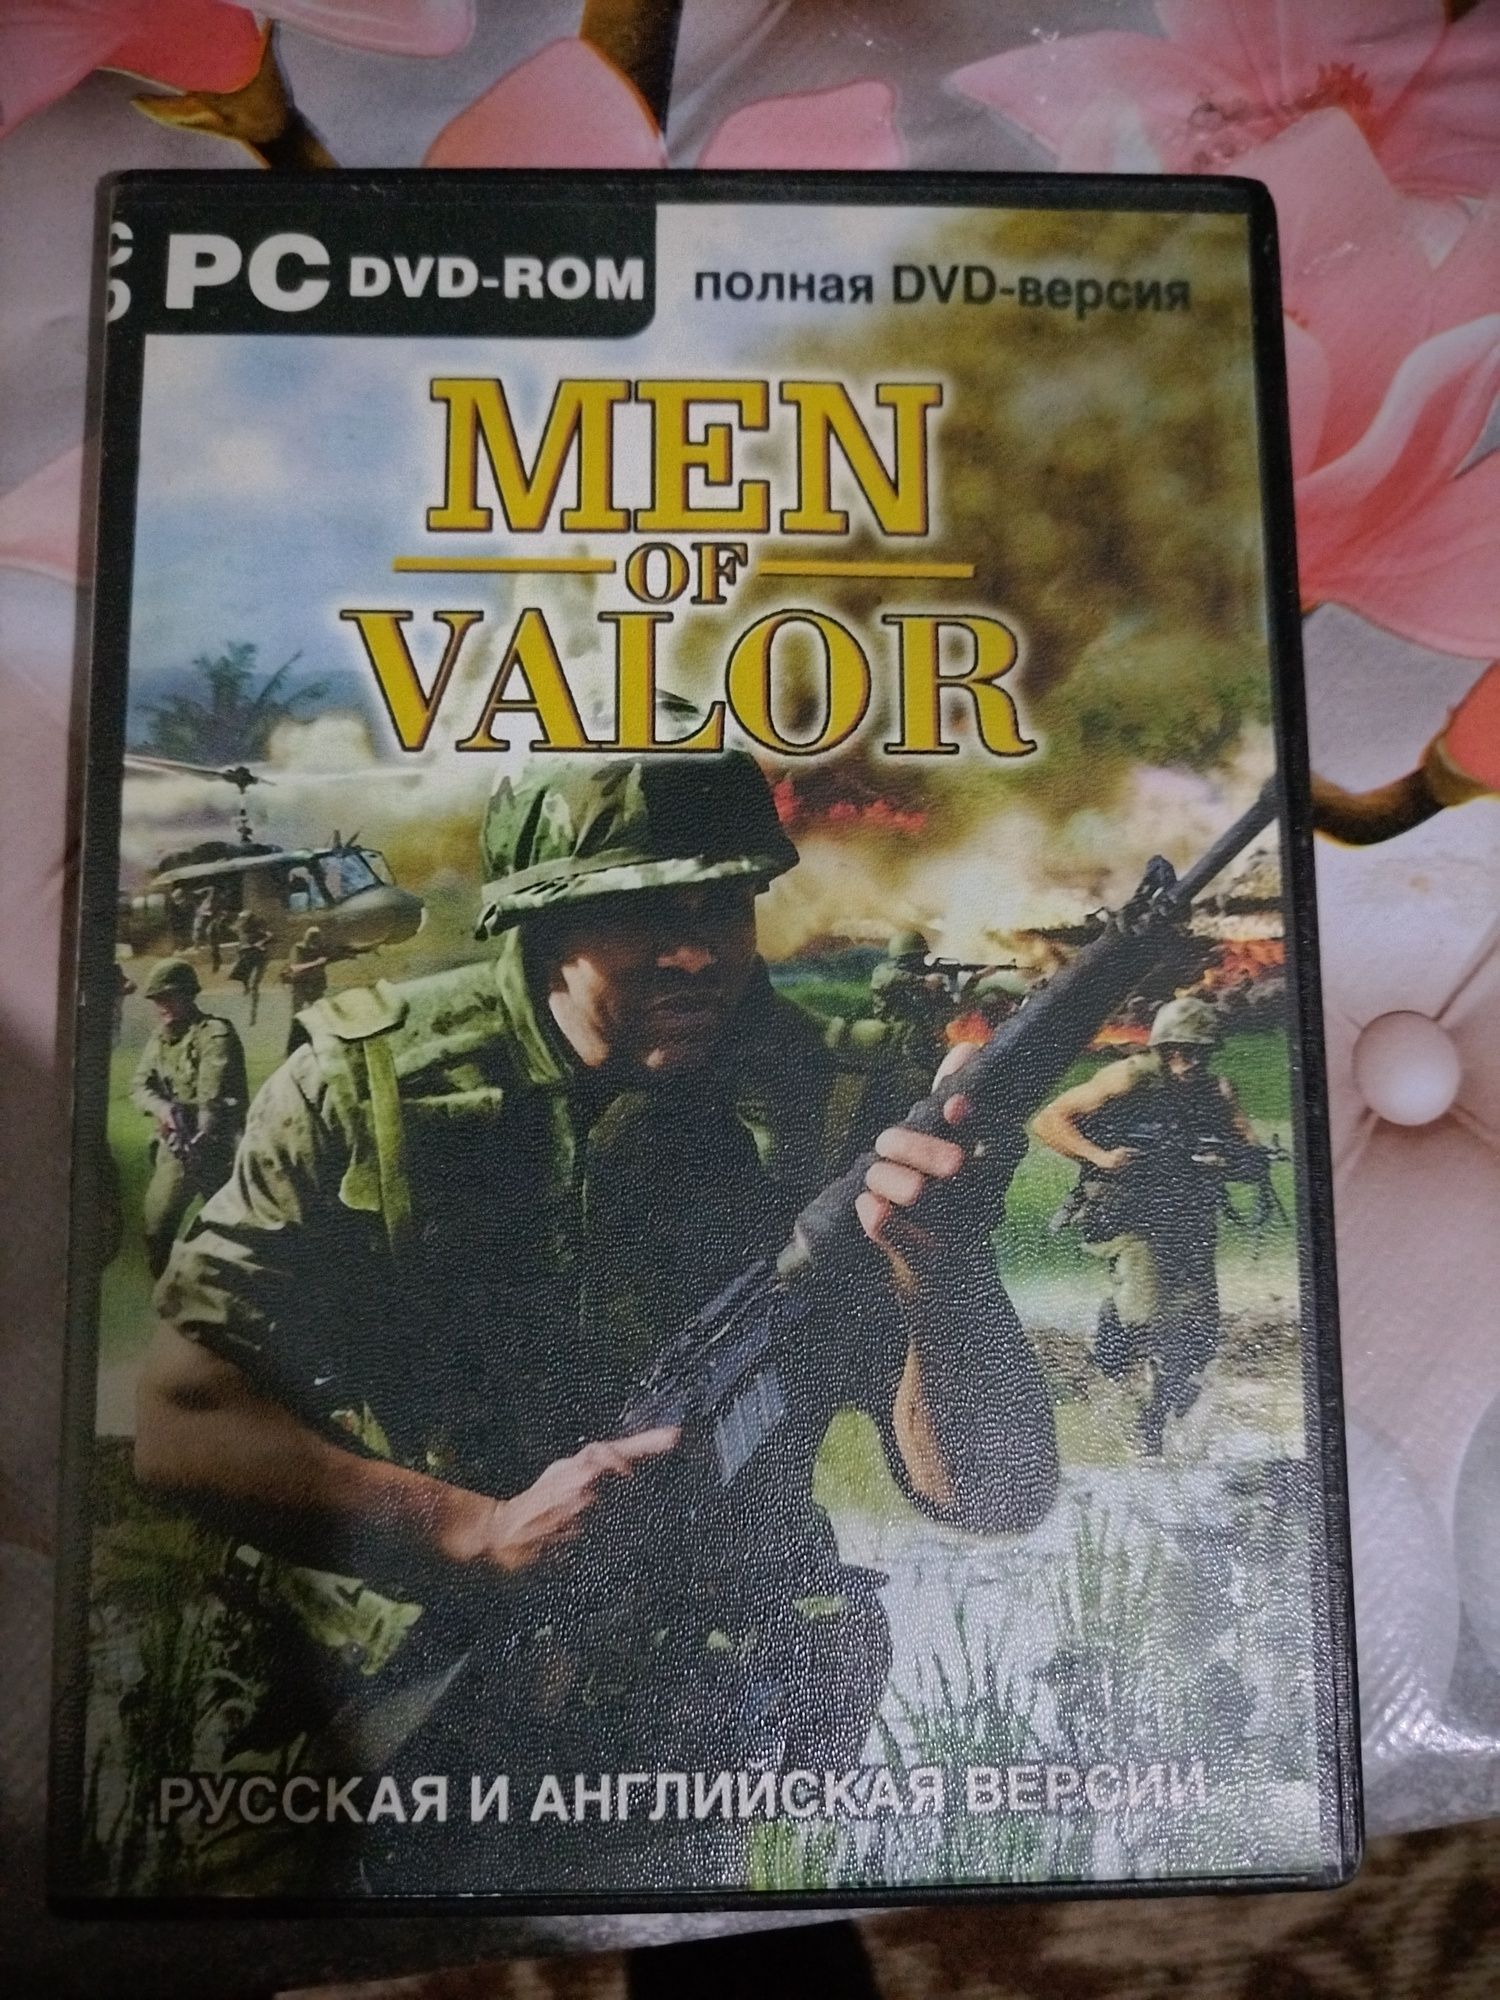 PC DVD-ROM полная DVD-версия
MEN
OF
VALOR
РУССКАЯ И АНГЛИЙСКАЯ ВЕРСИИ